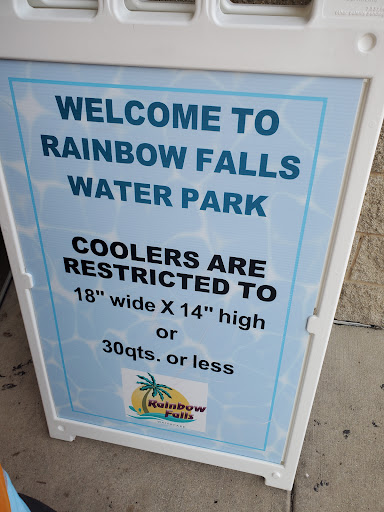 WELCOME TO
RAINBOW FALLS
WATER PARK
COOLERS ARE
RESTRICTED TO
18" wide X 14" high
or
30qts. or less
Rainbow
Falls